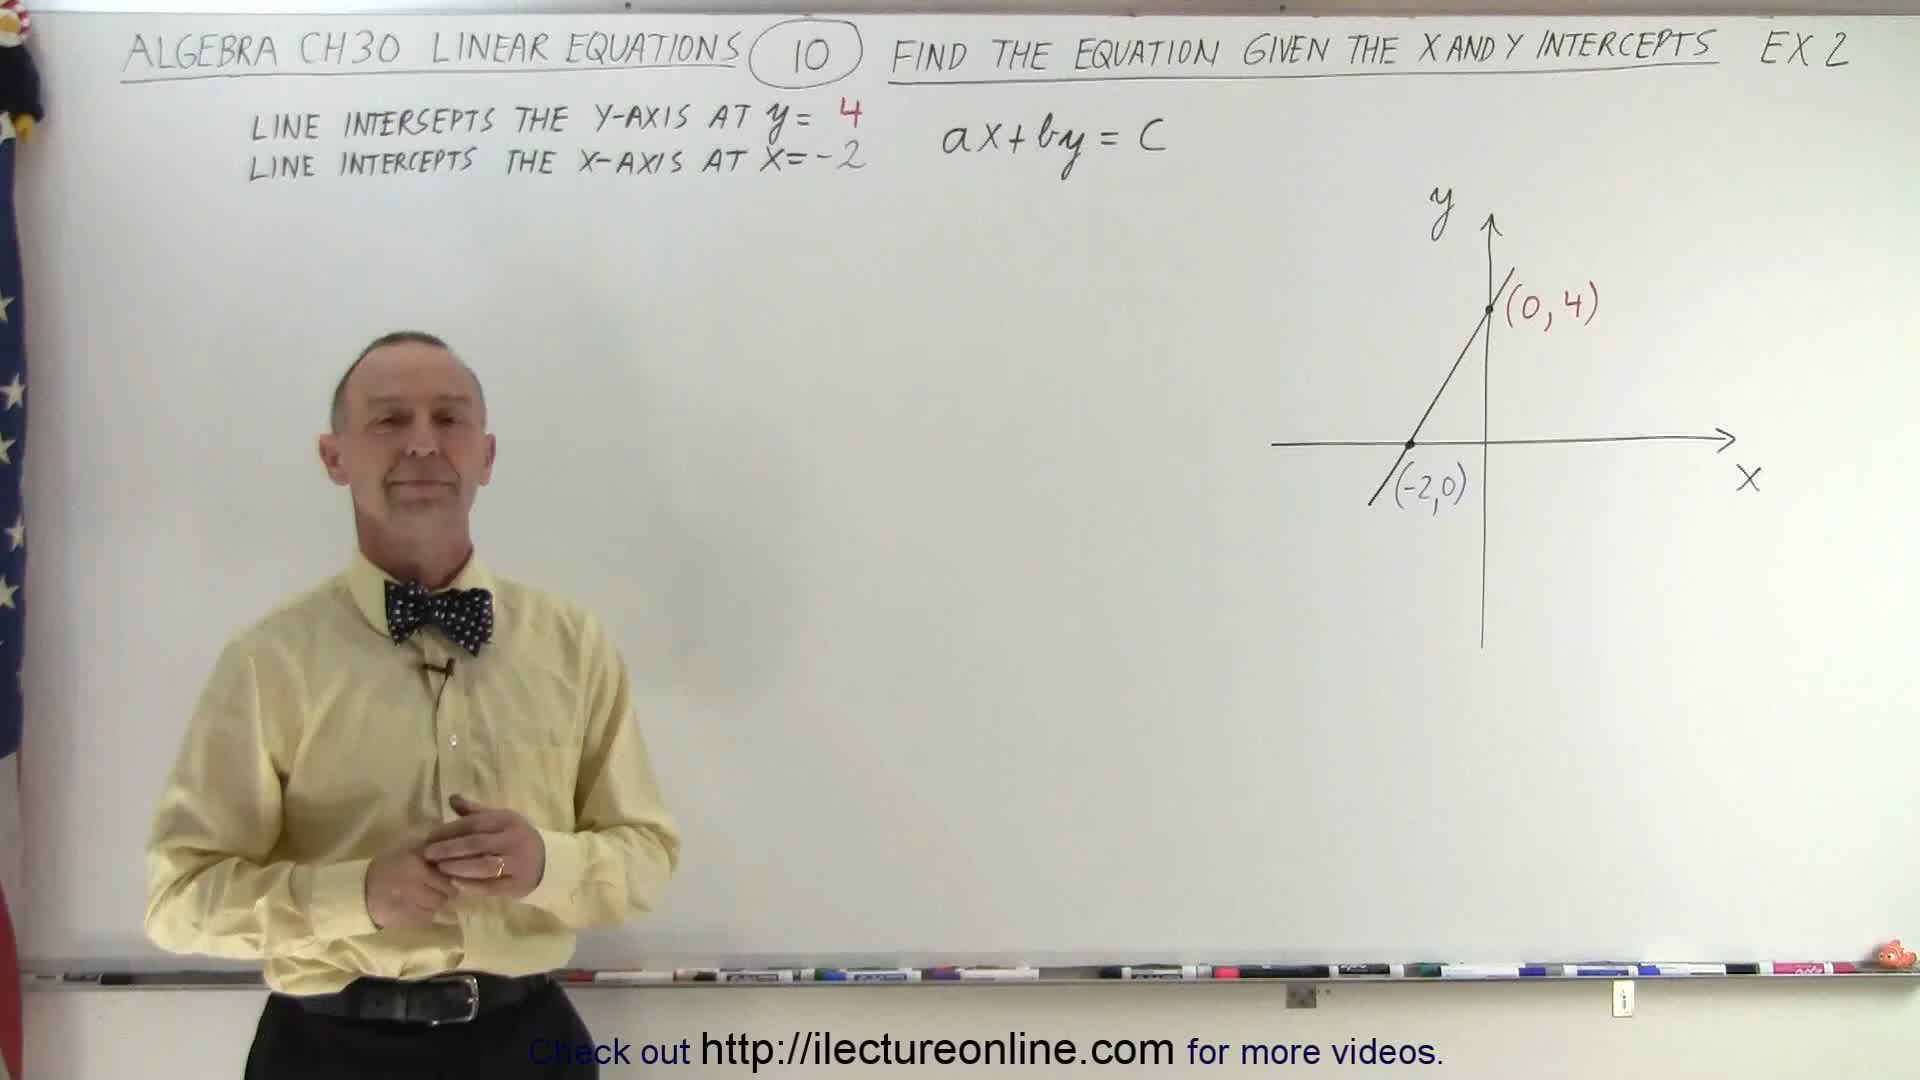 ALGEBRA CH30 LINEAR EQUATIONS 10 FIND THE EQUATION GIVEN THE X AND Y INTERCEPTS EX 2
LINE INTERSEPTS THE Y-AXIS AT y = 4
LINE INTERCEPTS THE X-AXIS AT X=-2
ax+by = C
y
(0, 4)
(-2,0)
X
Check out http://ilectureonline.com for more videos.